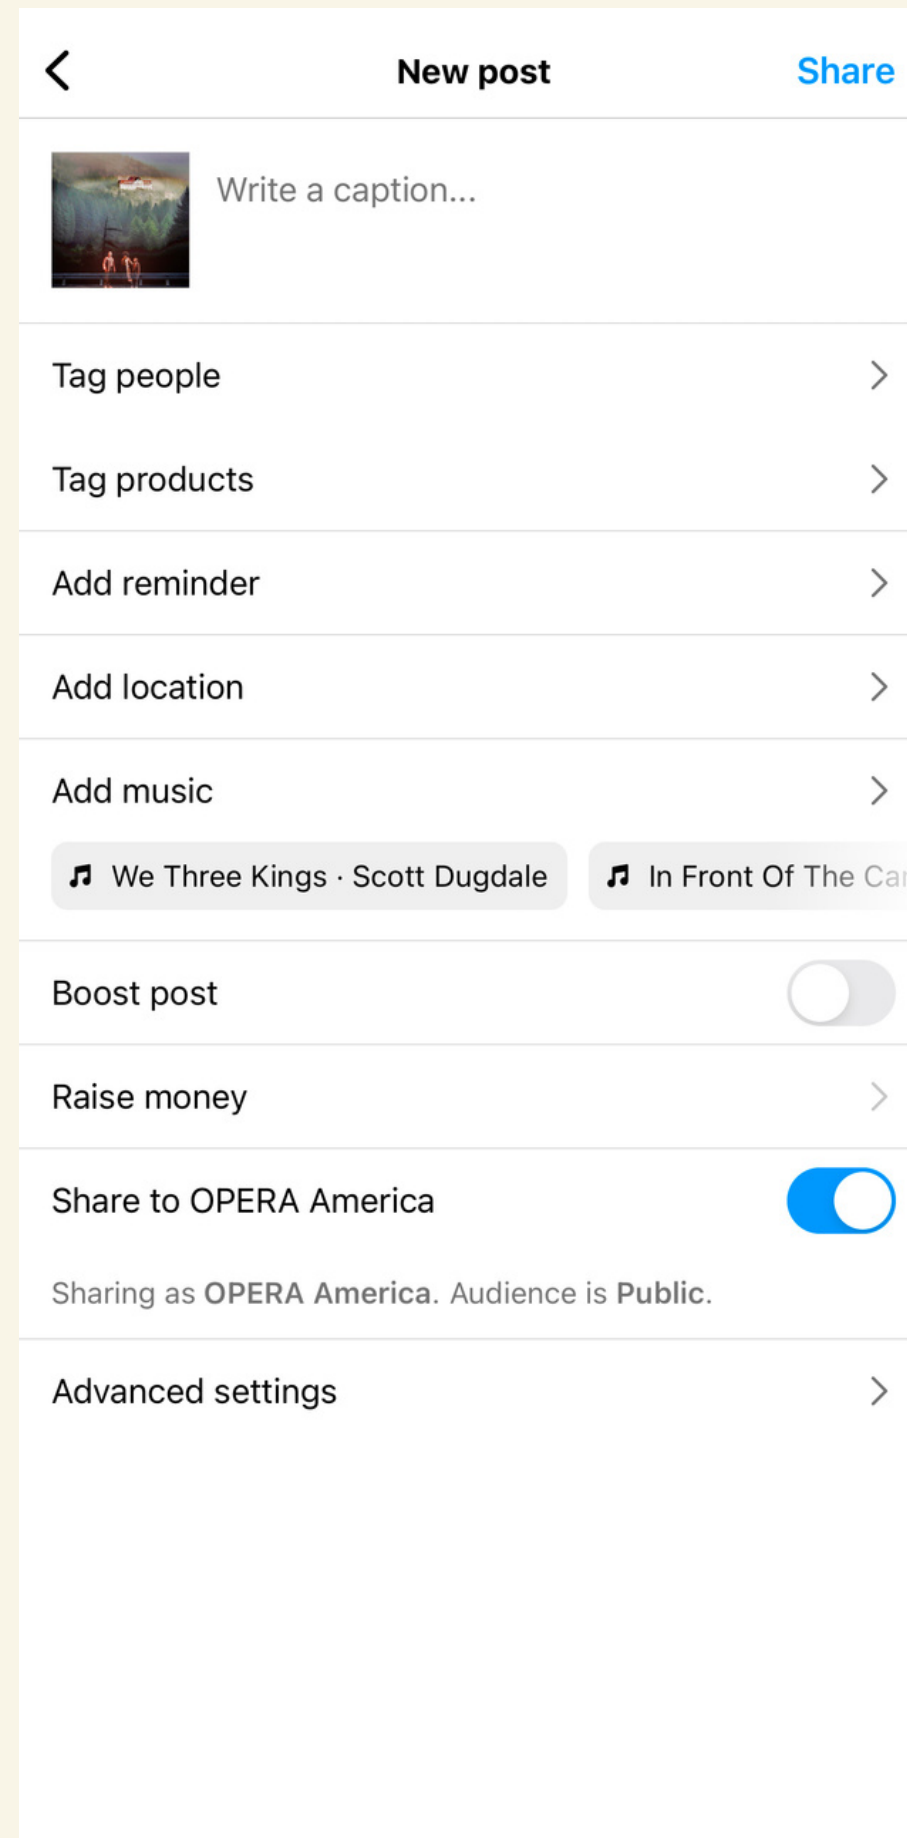 New post
Share
Write a caption...
Tag people
Tag products
Add reminder
Add location
Add music
We Three Kings · Scott Dugdale
In Front Of The
Boost post
Raise money
Share to OPERA America
Sharing as OPERA America. Audience is Public.
Advanced settings